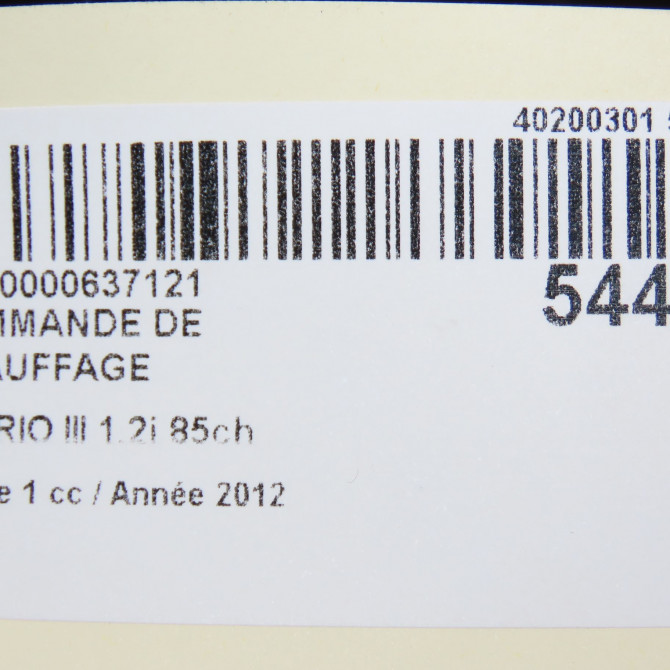 40200301
0000637121
544
MMANDE DE
AUFFAGE
RIO III 1.2i 85ch
e 1 cc / Année 2012